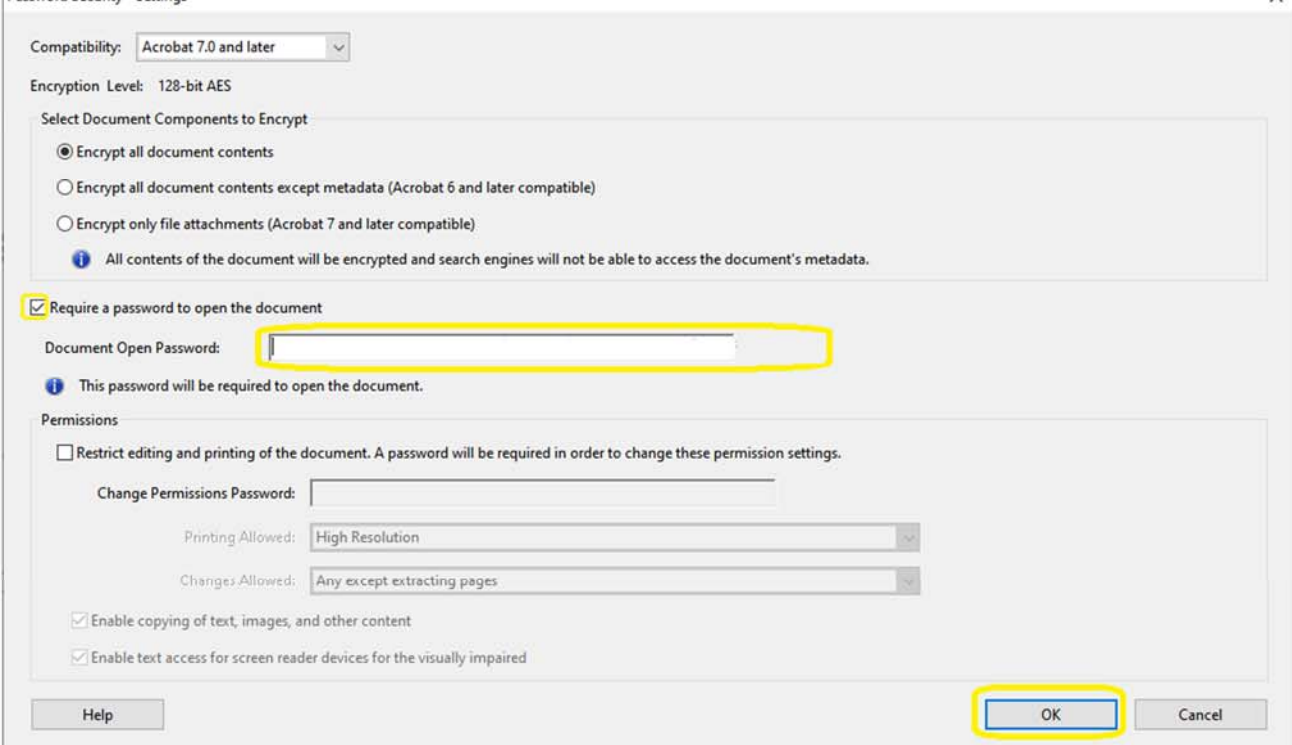 Compatibility: Acrobat 7.0 and later
Encryption Level: 128-bit AES
Select Document Components to Encrypt
Encrypt all document contents
Encrypt all document contents except metadata (Acrobat 6 and later compatible)
Encrypt only file attachments (Acrobat 7 and later compatible)
All contents of the document will be encrypted and search engines will not be able to access the document's metadata.
Require a password to open the document
Document Open Password:
This password will be required to open the document.
Permissions
Restrict editing and printing of the document. A password will be required in order to change these permission settings.
Change Permissions Password:
Printing Allowed: High Resolution
Changes Allowed: Any except extracting pages
Enable copying of text, images, and other content
Enable text access for screen reader devices for the visually impaired
Help OK Cancel